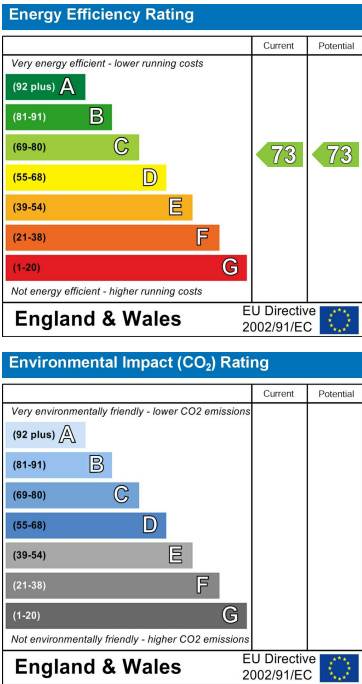 Energy Efficiency Rating
Current Potential
Very energy efficient - lower running costs
(92 plus) A
(81-91) B
(69-80) C 73 73
(55-68) D
(39-54) E
(21-38) F
(1-20) G
Not energy efficient - higher running costs
England & Wales EU Directive 2002/91/EC
Environmental Impact (CO₂) Rating
Current Potential
Very environmentally friendly - lower CO2 emissions
(92 plus) A
(81-91) B
(69-80) C
(55-68) D
(39-54) E
(21-38) F
(1-20) G
Not environmentally friendly - higher CO2 emissions
England & Wales EU Directive 2002/91/EC